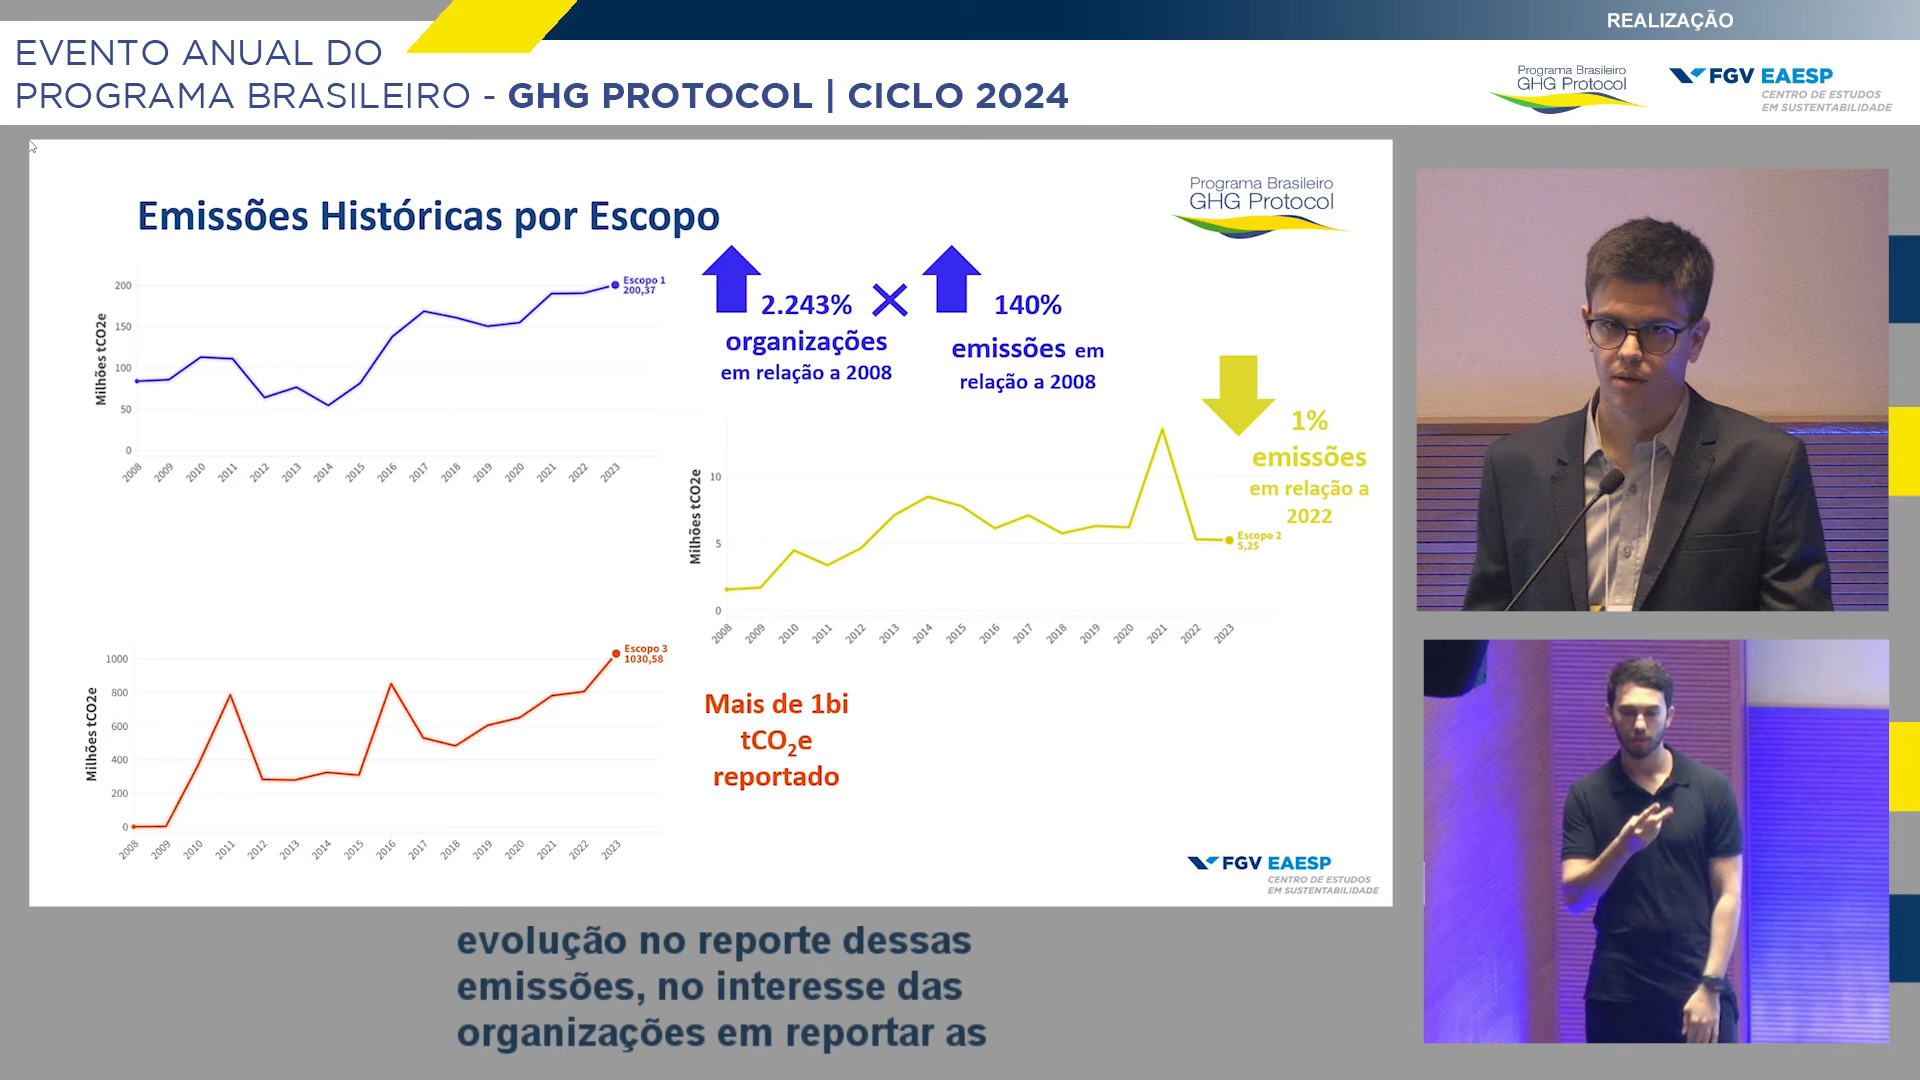 REALIZAÇÃO
EVENTO ANUAL DO
PROGRAMA BRASILEIRO - GHG PROTOCOL | CICLO 2024
Programa Brasileiro
GHG Protocol
FGV EAESP
CENTRO DE ESTUDOS
EM SUSTENTABILIDADE
Emissões Históricas por Escopo
Programa Brasileiro
GHG Protocol
Milhões tCO2e
200
150
100
50
0
2008 2009 2010 2011 2012 2013 2014 2015 2016 2017 2018 2019 2020 2021 2022 2023
Escopo 1
200,37
2.243%
organizações
em relação a 2008
140%
emissões em
relação a 2008
1%
emissões
em relação a
2022
Milhões tCO2e
10
5
0
2008 2009 2010 2011 2012 2013 2014 2015 2016 2017 2018 2019 2020 2021 2022 2023
Escopo 2
5,25
Milhões tCO2e
1000
800
600
400
200
0
2008 2009 2010 2011 2012 2013 2014 2015 2016 2017 2018 2019 2020 2021 2022 2023
Escopo 3
1030,58
Mais de 1bi
tCO₂e
reportado
FGV EAESP
CENTRO DE ESTUDOS
EM SUSTENTABILIDADE
evolução no reporte dessas
emissões, no interesse das
organizações em reportar as